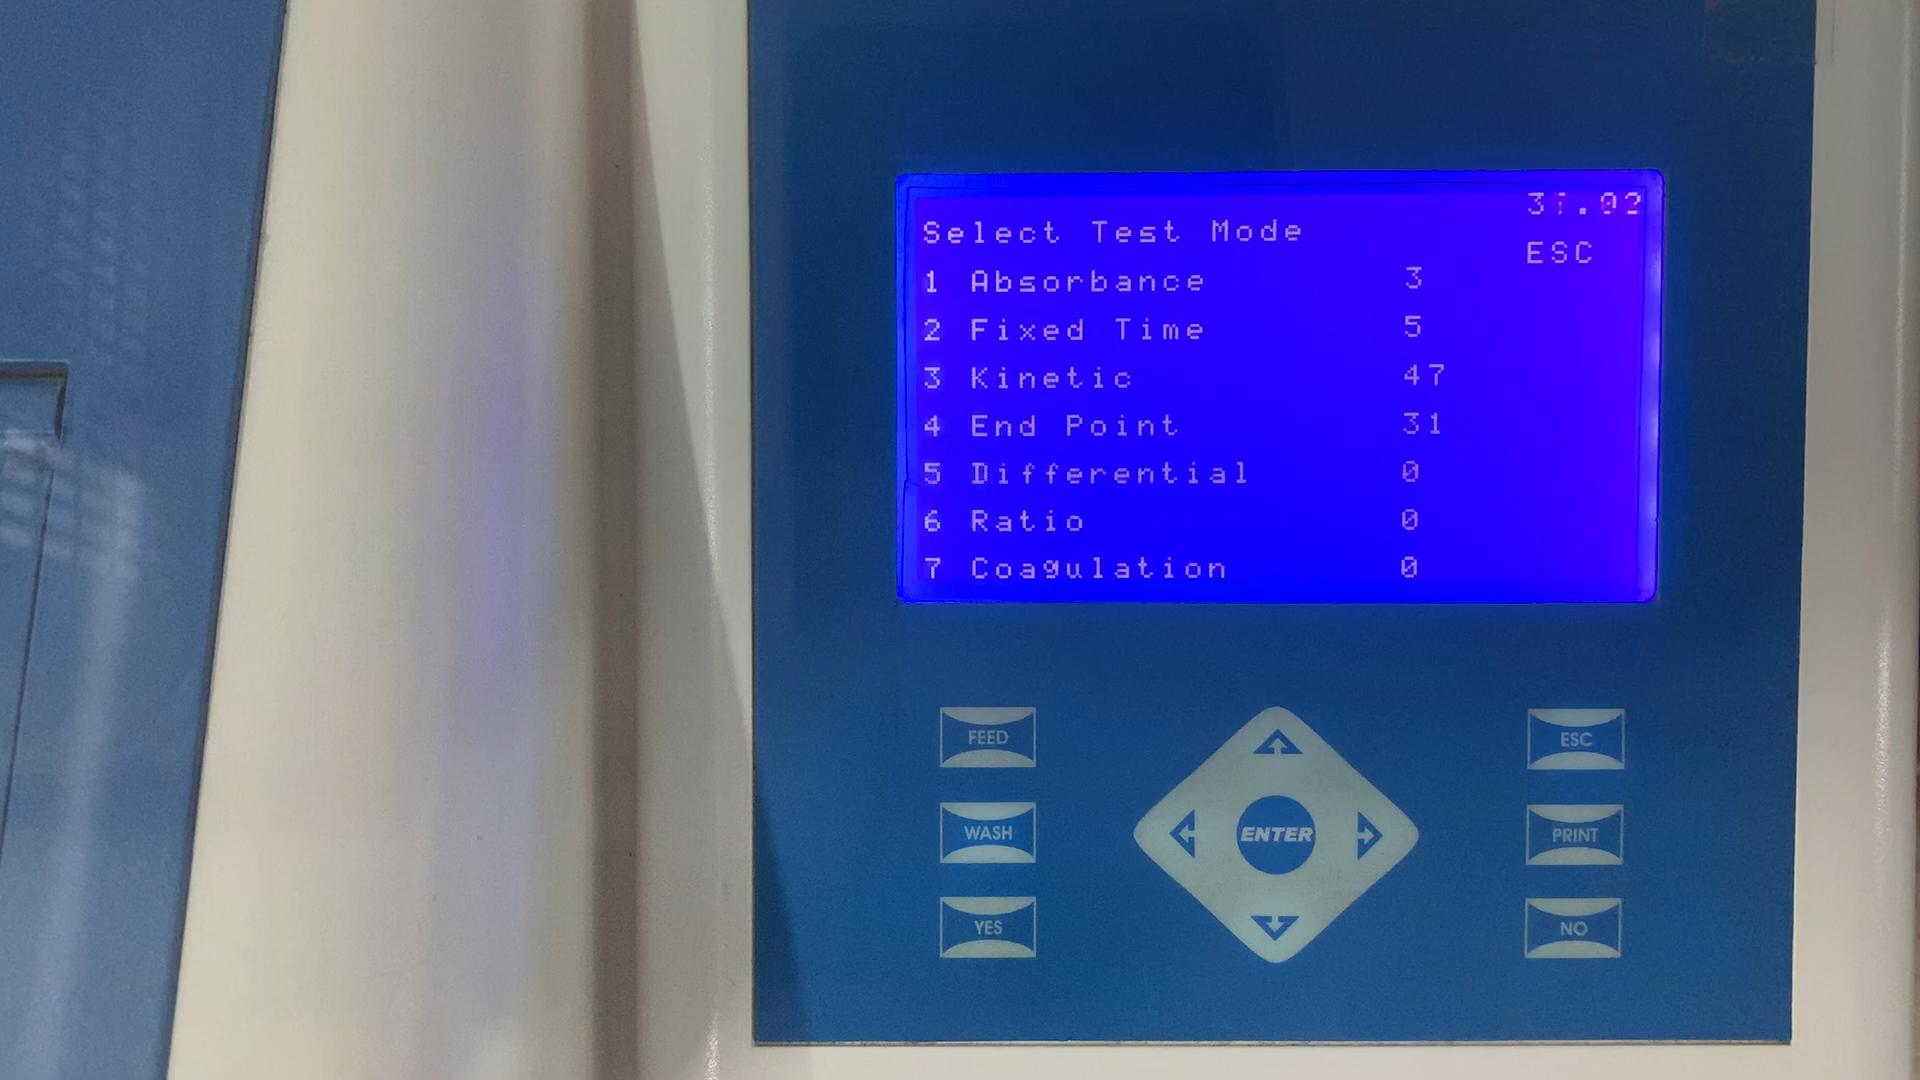 Select Test Mode
ESC
1 Absorbance 3
2 Fixed Time 5
3 Kinetic 47
4 End Point 31
5 Differential 0
6 Ratio 0
7 Coagulation 0
FEED
ESC
WASH
ENTER
PRINT
YES
NO